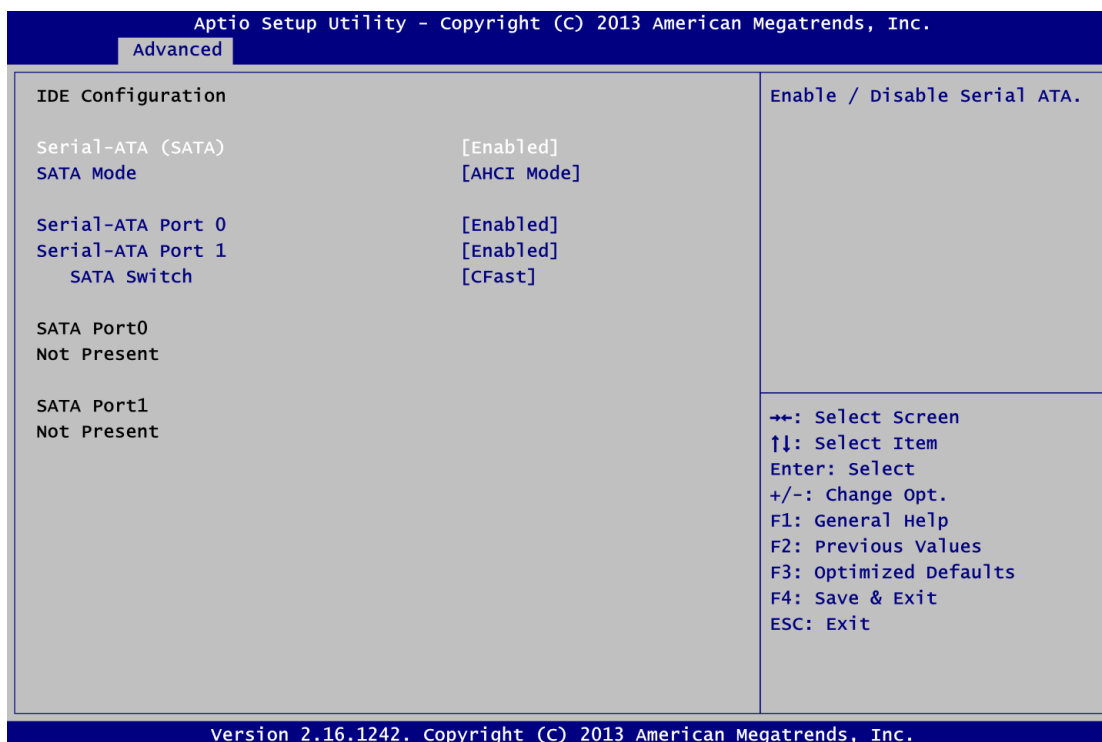 Aptio Setup Utility - Copyright (C) 2013 American Megatrends, Inc.
Advanced
IDE Configuration
Serial-ATA (SATA) [Enabled]
SATA Mode [AHCI Mode]
Serial-ATA Port 0 [Enabled]
Serial-ATA Port 1 [Enabled]
SATA Switch [CFast]
SATA Port0
Not Present
SATA Port1
Not Present
Enable / Disable Serial ATA.
→←: Select Screen
↑↓: Select Item
Enter: Select
+/-: Change Opt.
F1: General Help
F2: Previous Values
F3: Optimized Defaults
F4: Save & Exit
ESC: Exit
Version 2.16.1242. Copyright (C) 2013 American Megatrends, Inc.